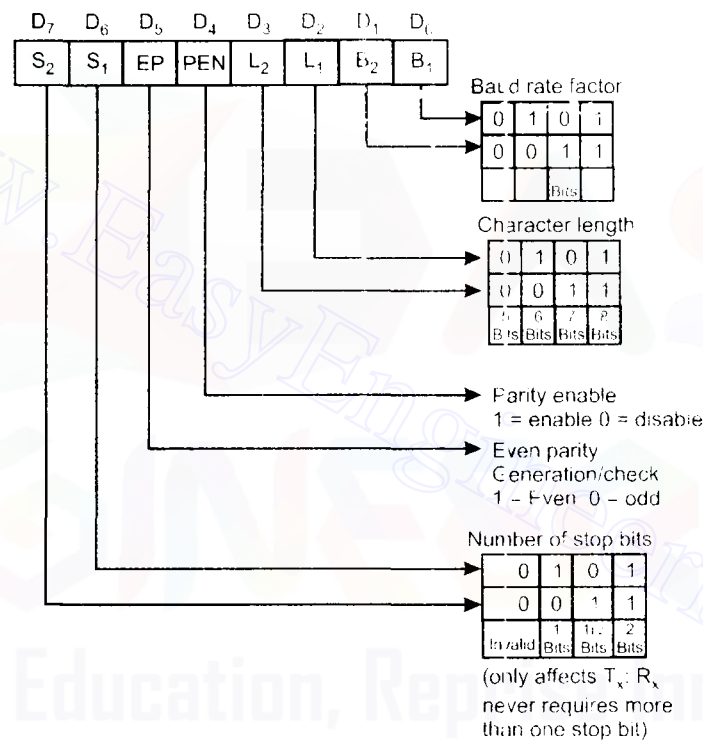 D7 D6 D5 D4 D3 D2 D1 D0
S2 S1 EP PEN L2 L1 B2 B1
Baud rate factor
0 1 0 1
0 0 1 1
Bits
Character length
0 1 0 1
0 0 1 1
5 6 7 8
Bits Bits Bits Bits
Parity enable
1 = enable 0 = disable
Even parity
Generation/check
1 – Even 0 – odd
Number of stop bits
0 1 0 1
0 0 1 1
1 2
Invalid Bits Bits Bits
(only affects Tx: Rx
never requires more
than one stop bit)
w.EasyEngineer
Education, Repr